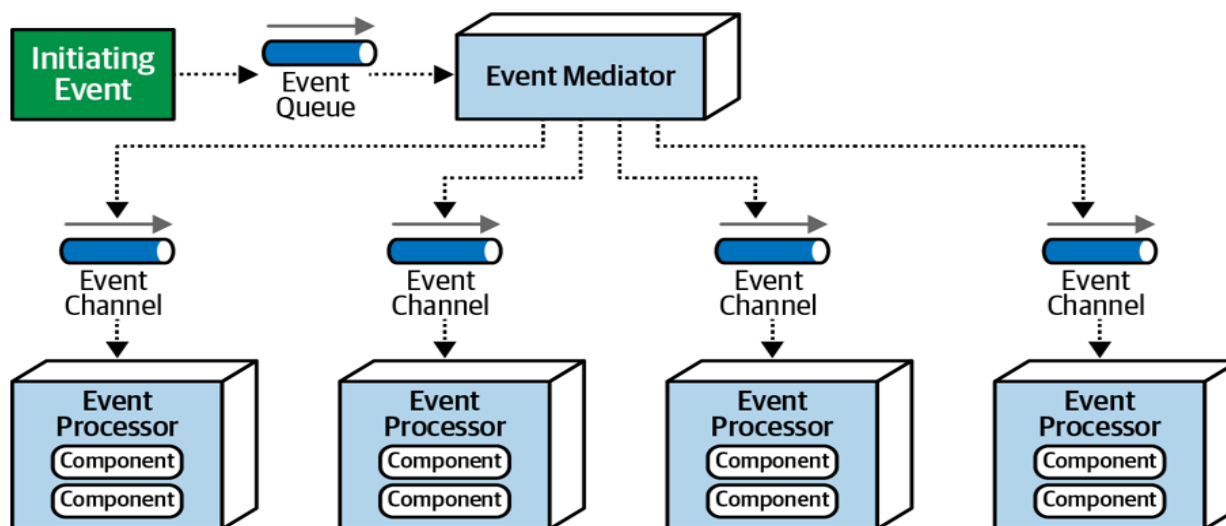 Initiating
Event
Event
Queue
Event Mediator
Event
Channel
Event
Channel
Event
Channel
Event
Channel
Event
Processor
Component
Component
Event
Processor
Component
Component
Event
Processor
Component
Component
Event
Processor
Component
Component